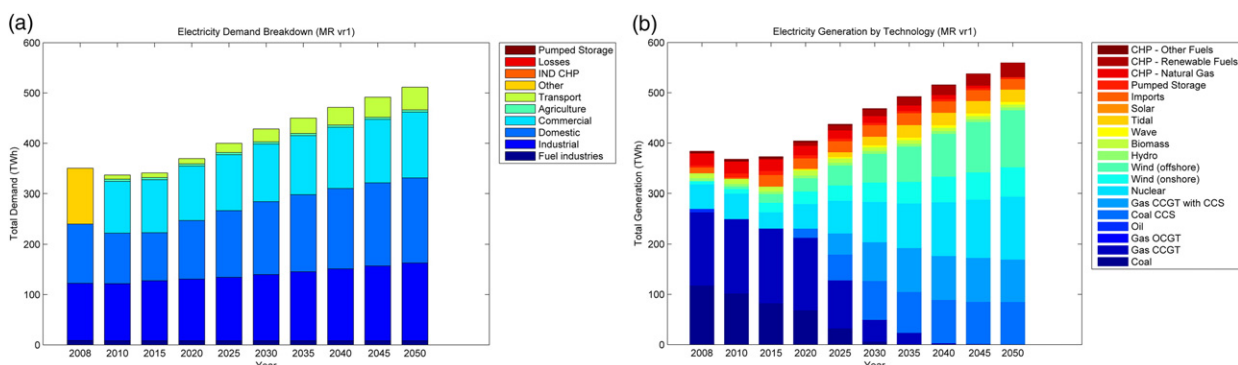 (a)
Electricity Demand Breakdown (MR vr1)
600
500
400
300
200
100
0
Total Demand (TWh)
2008 2010 2015 2020 2025 2030 2035 2040 2045 2050
Year
Pumped Storage
Losses
IND CHP
Other
Transport
Agriculture
Commercial
Domestic
Industrial
Fuel industries
(b)
Electricity Generation by Technology (MR vr1)
600
500
400
300
200
100
0
Total Generation (TWh)
2008 2010 2015 2020 2025 2030 2035 2040 2045 2050
Year
CHP - Other Fuels
CHP - Renewable Fuels
CHP - Natural Gas
Pumped Storage
Imports
Solar
Tidal
Wave
Biomass
Hydro
Wind (offshore)
Wind (onshore)
Nuclear
Gas CCGT with CCS
Coal CCS
Oil
Gas OCGT
Gas CCGT
Coal